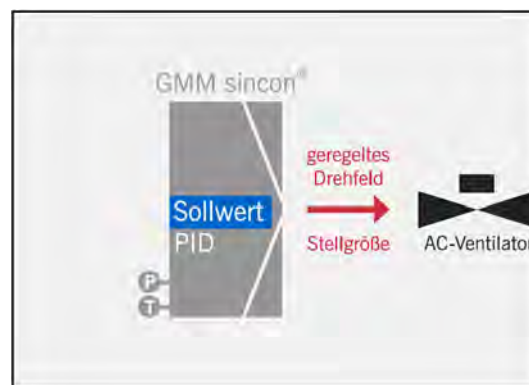 GMM sincon®
geregeltes
Drehfeld
Sollwert
PID
Stellgröße
AC-Ventilator
P
T